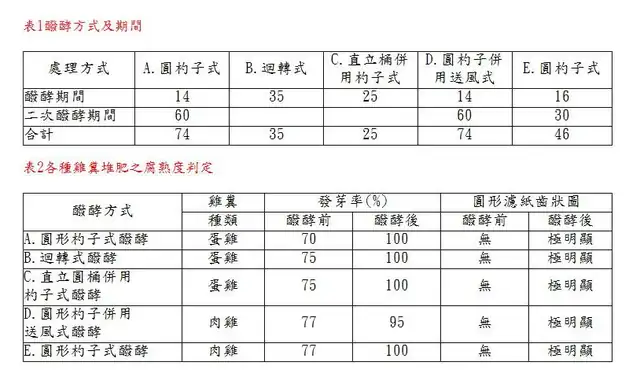 表1醱酵方式及期間
處理方式 A.圓杓子式 B.迴轉式 C.直立桶併用杓子式 D.圓杓子併用送風式 E.圓杓子式
醱酵期間 14 35 25 14 16
二次醱酵期間 60 60 30
合計 74 35 25 74 46
表2各種雞糞堆肥之腐熟度判定
醱酵方式 雞糞種類 發芽率(%) 圓形濾紙齒狀圖
醱酵前 醱酵後 醱酵前 醱酵後
A.圓形杓子式醱酵 蛋雞 70 100 無 極明顯
B.迴轉式醱酵 蛋雞 75 100 無 極明顯
C.直立圓桶併用杓子式醱酵 蛋雞 75 100 無 極明顯
D.圓形杓子併用送風式醱酵 肉雞 77 95 無 極明顯
E.圓形杓子式醱酵 肉雞 77 100 無 極明顯